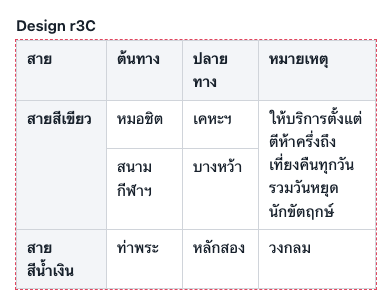 Design r3C
สาย
ต้นทาง
ปลาย
ทาง
หมายเหตุ
สายสีเขียว
หมอชิต
เคหะฯ
ให้บริการตั้งแต่
ตีห้าครึ่งถึง
เที่ยงคืนทุกวัน
รวมวันหยุด
นักขัตฤกษ์
สนาม
กีฬาฯ
บางหว้า
สาย
สีน้ำเงิน
ท่าพระ
หลักสอง
วงกลม